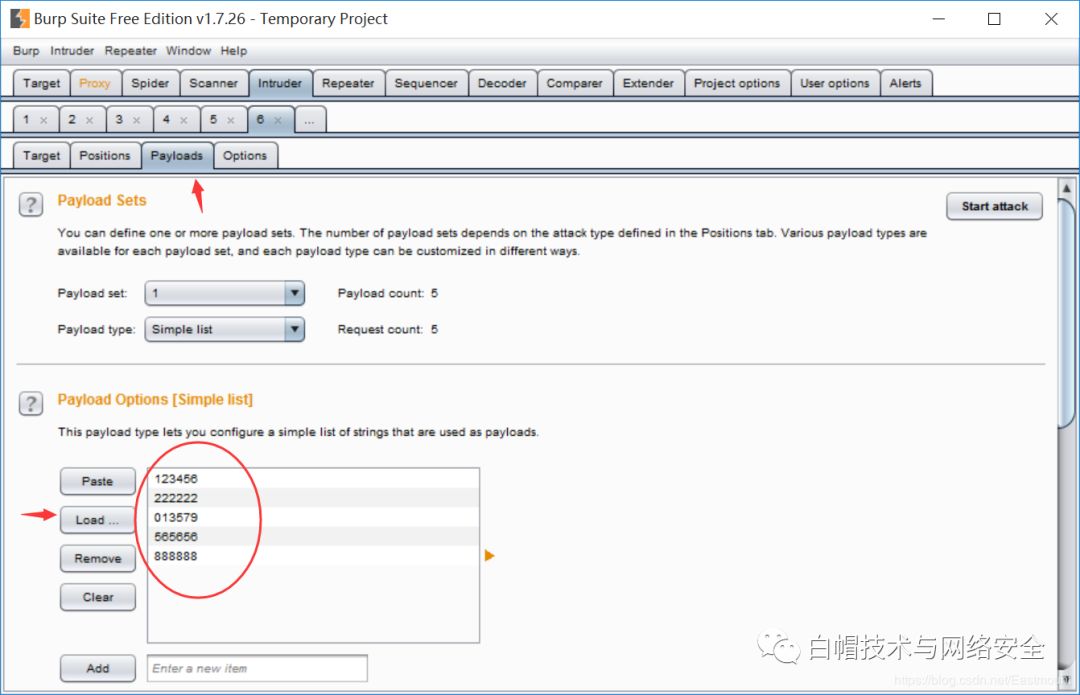 Burp Suite Free Edition v1.7.26 - Temporary Project
Burp Intruder Repeater Window Help
Target Proxy Spider Scanner Intruder Repeater Sequencer Decoder Comparer Extender Project options User options Alerts
1 × 2 × 3 × 4 × 5 × 6 × ...
Target Positions Payloads Options
? Payload Sets
Start attack
You can define one or more payload sets. The number of payload sets depends on the attack type defined in the Positions tab. Various payload types are
available for each payload set, and each payload type can be customized in different ways.
Payload set: 1 Payload count: 5
Payload type: Simple list Request count: 5
? Payload Options [Simple list]
This payload type lets you configure a simple list of strings that are used as payloads.
Paste
Load ...
Remove
Clear
123456
222222
013579
565656
888888
Add Enter a new item
白帽技术与网络安全